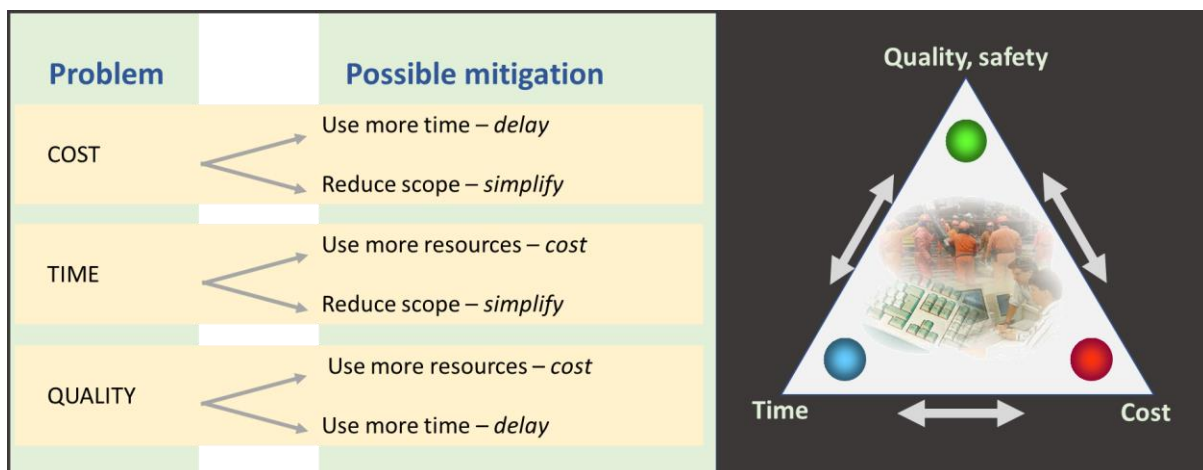 Problem
Possible mitigation
COST
Use more time – delay
Reduce scope – simplify
TIME
Use more resources – cost
Reduce scope – simplify
QUALITY
Use more resources – cost
Use more time – delay
Quality, safety
Time
Cost